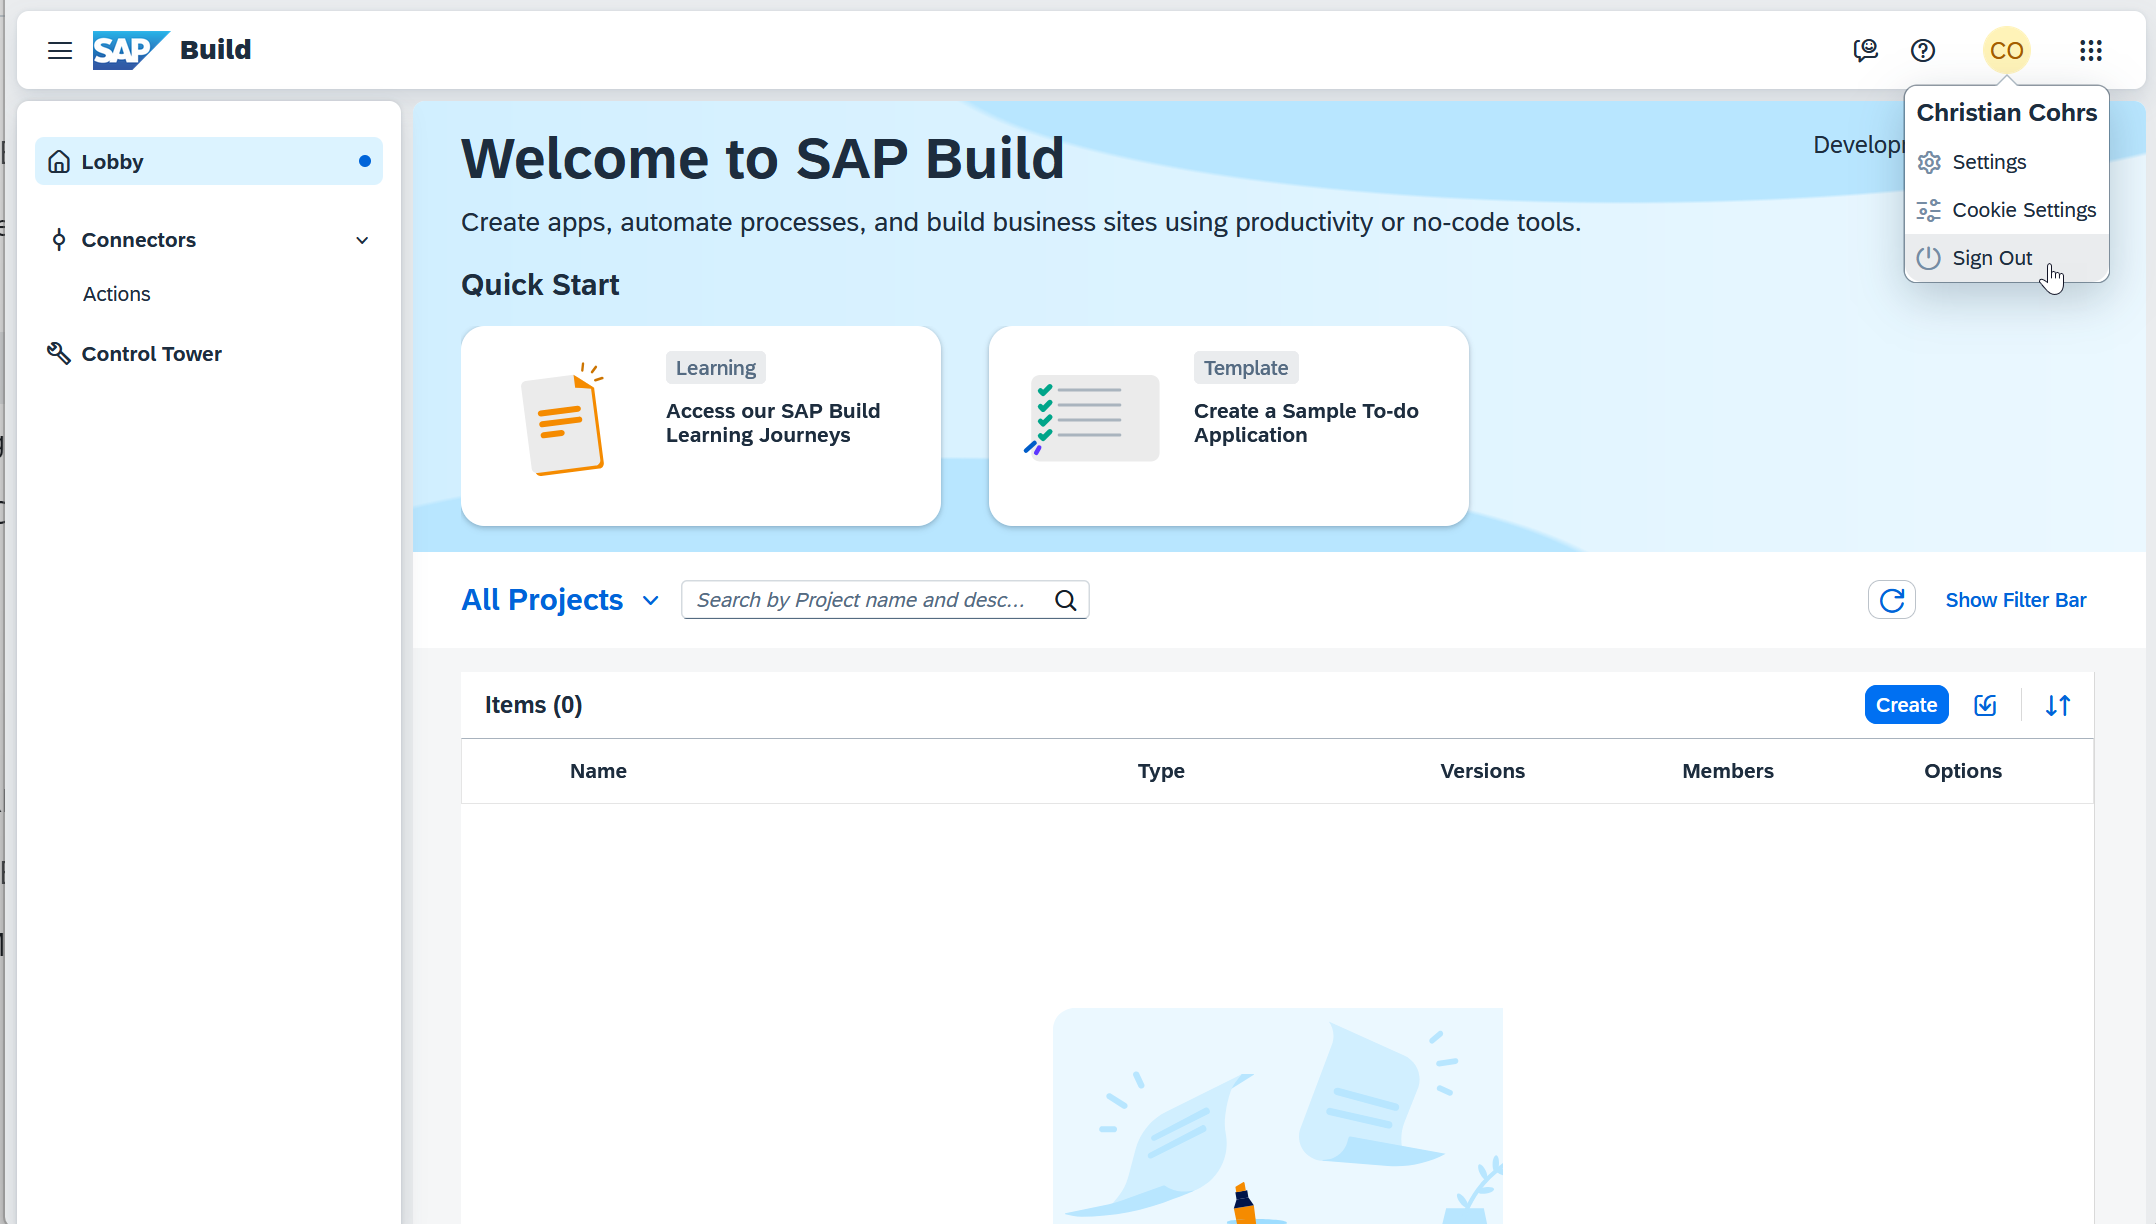 SAP Build
CO
Christian Cohrs
Settings
Cookie Settings
Sign Out
Lobby
Connectors
Actions
Control Tower
Welcome to SAP Build
Create apps, automate processes, and build business sites using productivity or no-code tools.
Quick Start
Learning
Access our SAP Build
Learning Journeys
Template
Create a Sample To-do
Application
All Projects
Search by Project name and desc...
Show Filter Bar
Items (0)
Create
Name Type Versions Members Options